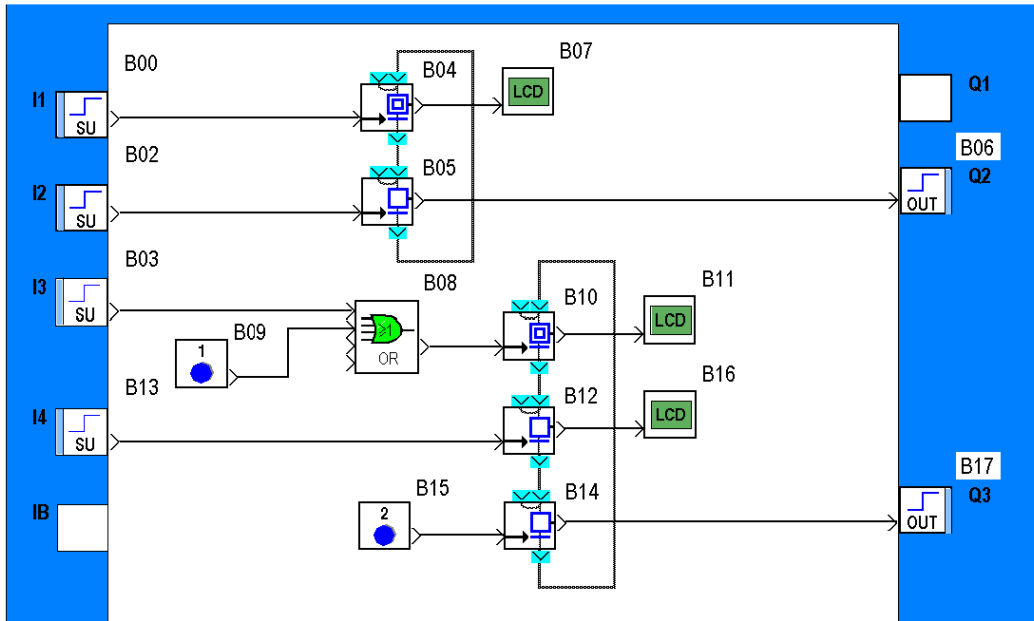 B00
B04
B07
I1
SU
LCD
Q1
B02
B05
B06
I2
SU
Q2
OUT
B03
I3
SU
B08
≥1
OR
B09
1
B10
B11
LCD
B13
I4
SU
B12
B16
LCD
IB
B15
2
B14
B17
Q3
OUT